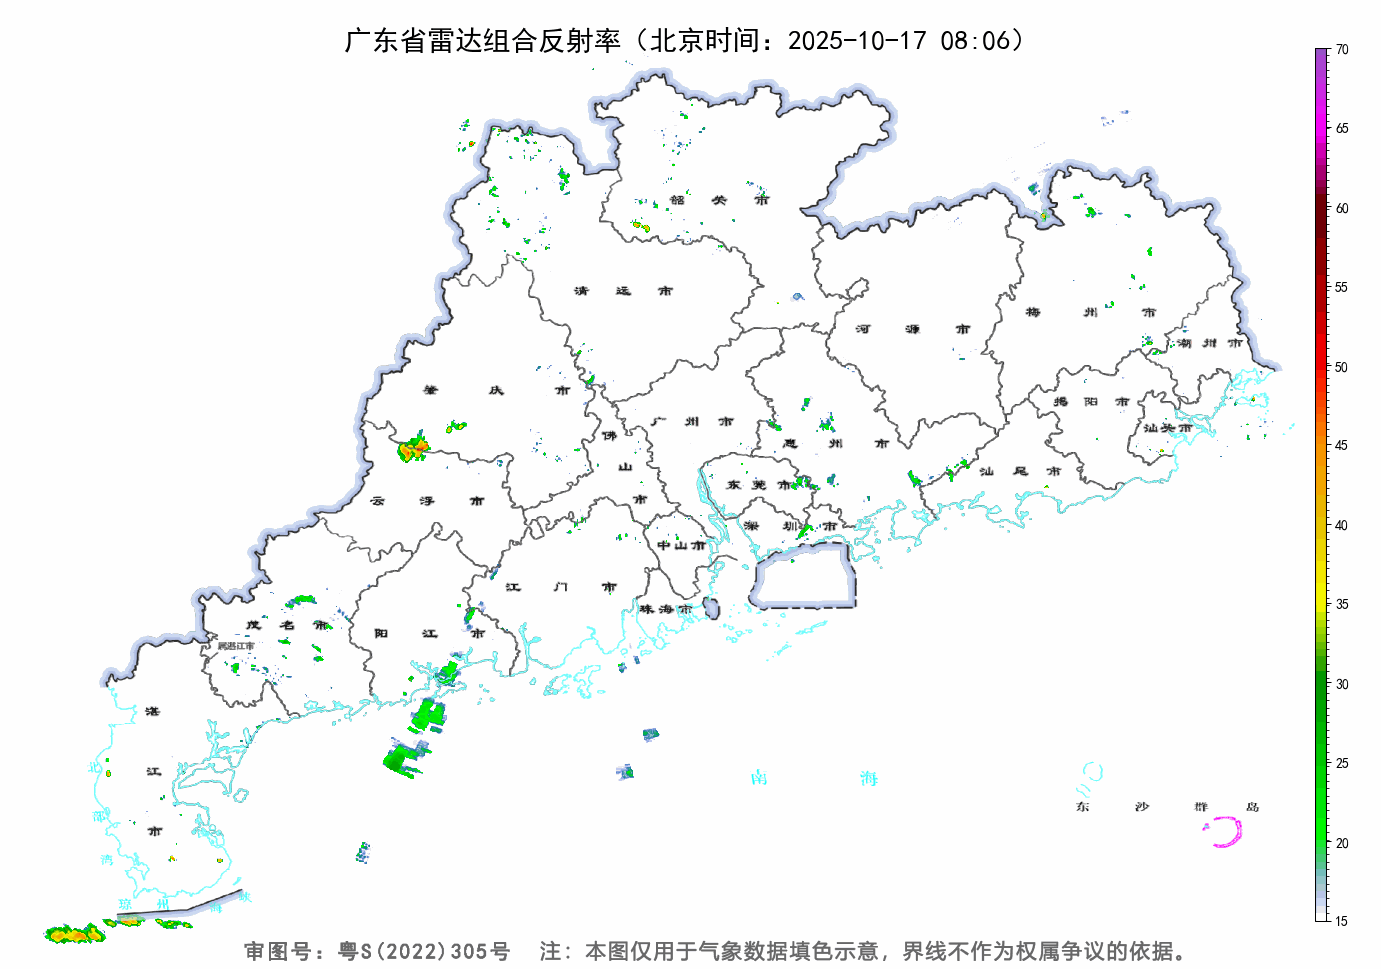 广东省雷达组合反射率（北京时间：2025-10-17 08:06）
70
65
60
55
50
45
40
35
30
25
20
15
韶 关 市
清 远 市
河 源 市
梅 州 市
潮 州 市
肇 庆 市
广 州 市
佛 山 市
惠 州 市
揭 阳 市
汕头市
汕 尾 市
东 莞 市
深 圳 市
云 浮 市
中山市
江 门 市
珠海市
茂 名 市
属湛江市
阳 江 市
湛 江 市
北 部 湾
琼 州 海 峡
南 海
东 沙 群 岛
审图号：粤S(2022)305号 注：本图仅用于气象数据填色示意，界线不作为权属争议的依据。